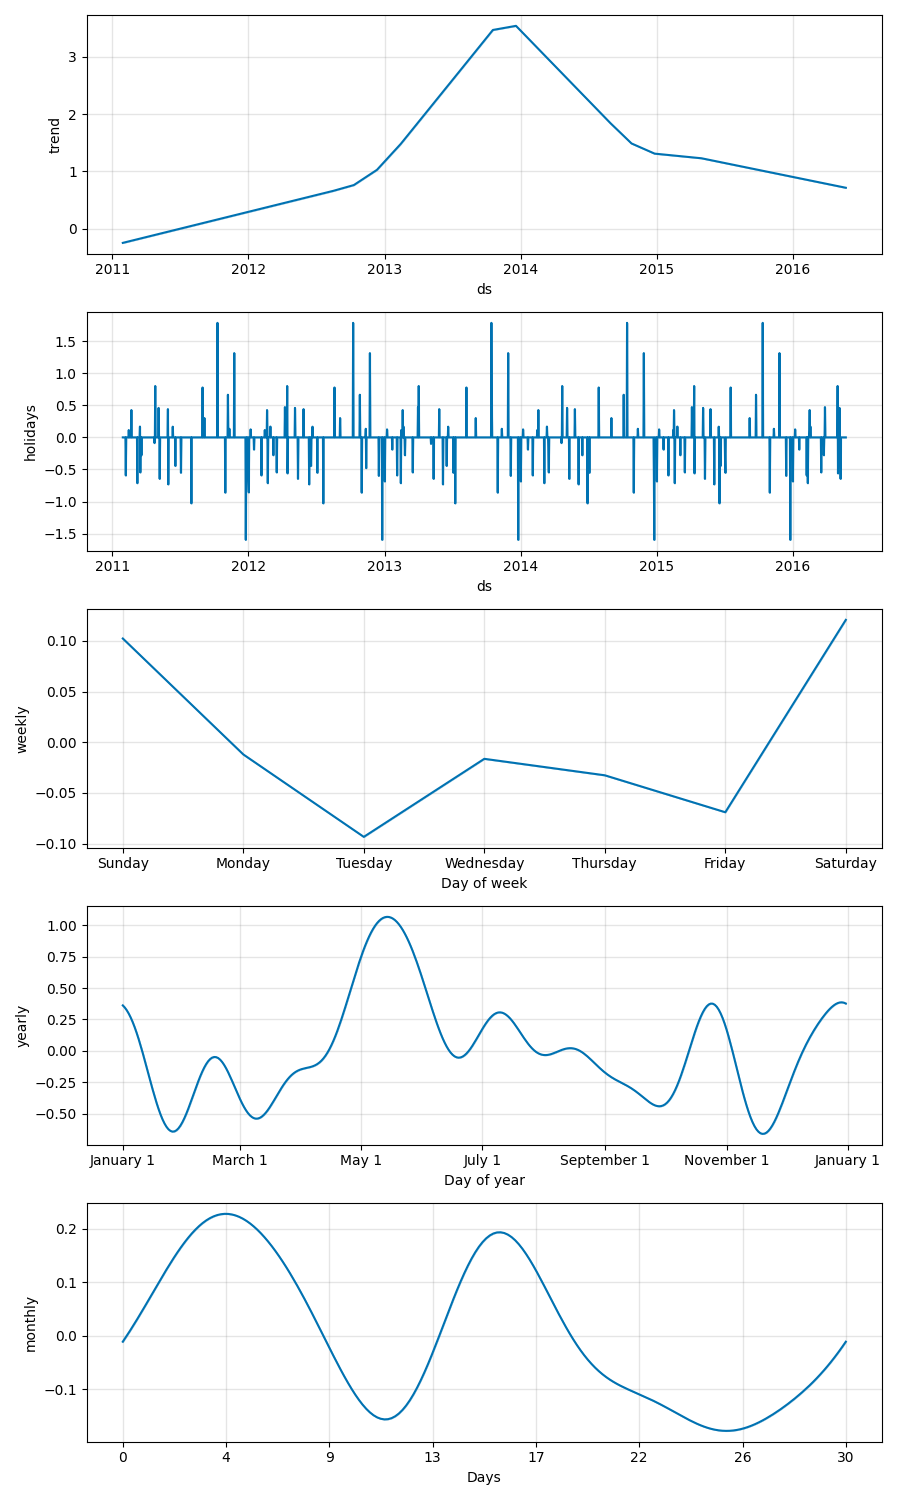 3
2
1
0
trend
2011 2012 2013 2014 2015 2016
ds
1.5
1.0
0.5
0.0
−0.5
−1.0
−1.5
holidays
2011 2012 2013 2014 2015 2016
ds
0.10
0.05
0.00
−0.05
−0.10
weekly
Sunday Monday Tuesday Wednesday Thursday Friday Saturday
Day of week
1.00
0.75
0.50
0.25
0.00
−0.25
−0.50
yearly
January 1 March 1 May 1 July 1 September 1 November 1 January 1
Day of year
0.2
0.1
0.0
−0.1
monthly
0 4 9 13 17 22 26 30
Days